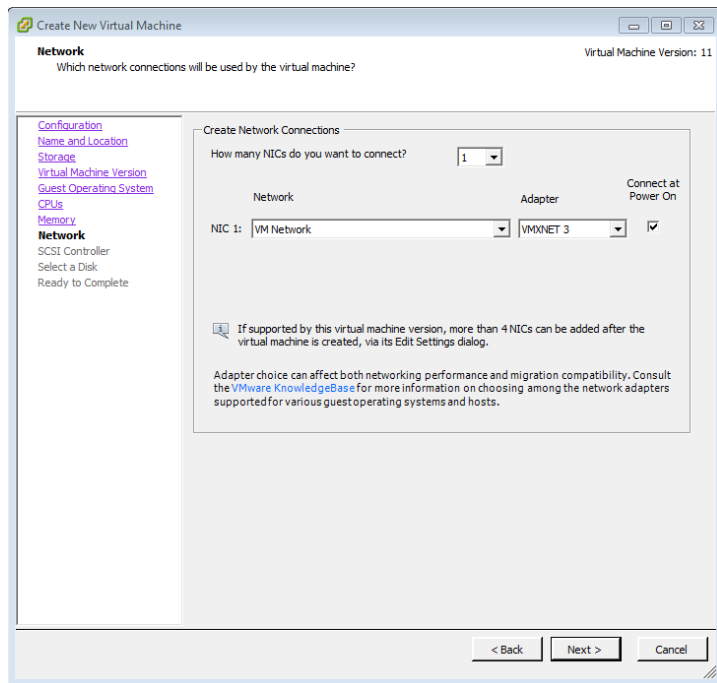 Create New Virtual Machine
Network
Virtual Machine Version: 11
Which network connections will be used by the virtual machine?
Configuration
Name and Location
Storage
Virtual Machine Version
Guest Operating System
CPUs
Memory
Network
SCSI Controller
Select a Disk
Ready to Complete
Create Network Connections
How many NICs do you want to connect? 1
Network Adapter Connect at
Power On
NIC 1: VM Network VMXNET 3
If supported by this virtual machine version, more than 4 NICs can be added after the
virtual machine is created, via its Edit Settings dialog.
Adapter choice can affect both networking performance and migration compatibility. Consult
the VMware KnowledgeBase for more information on choosing among the network adapters
supported for various guest operating systems and hosts.
< Back Next > Cancel